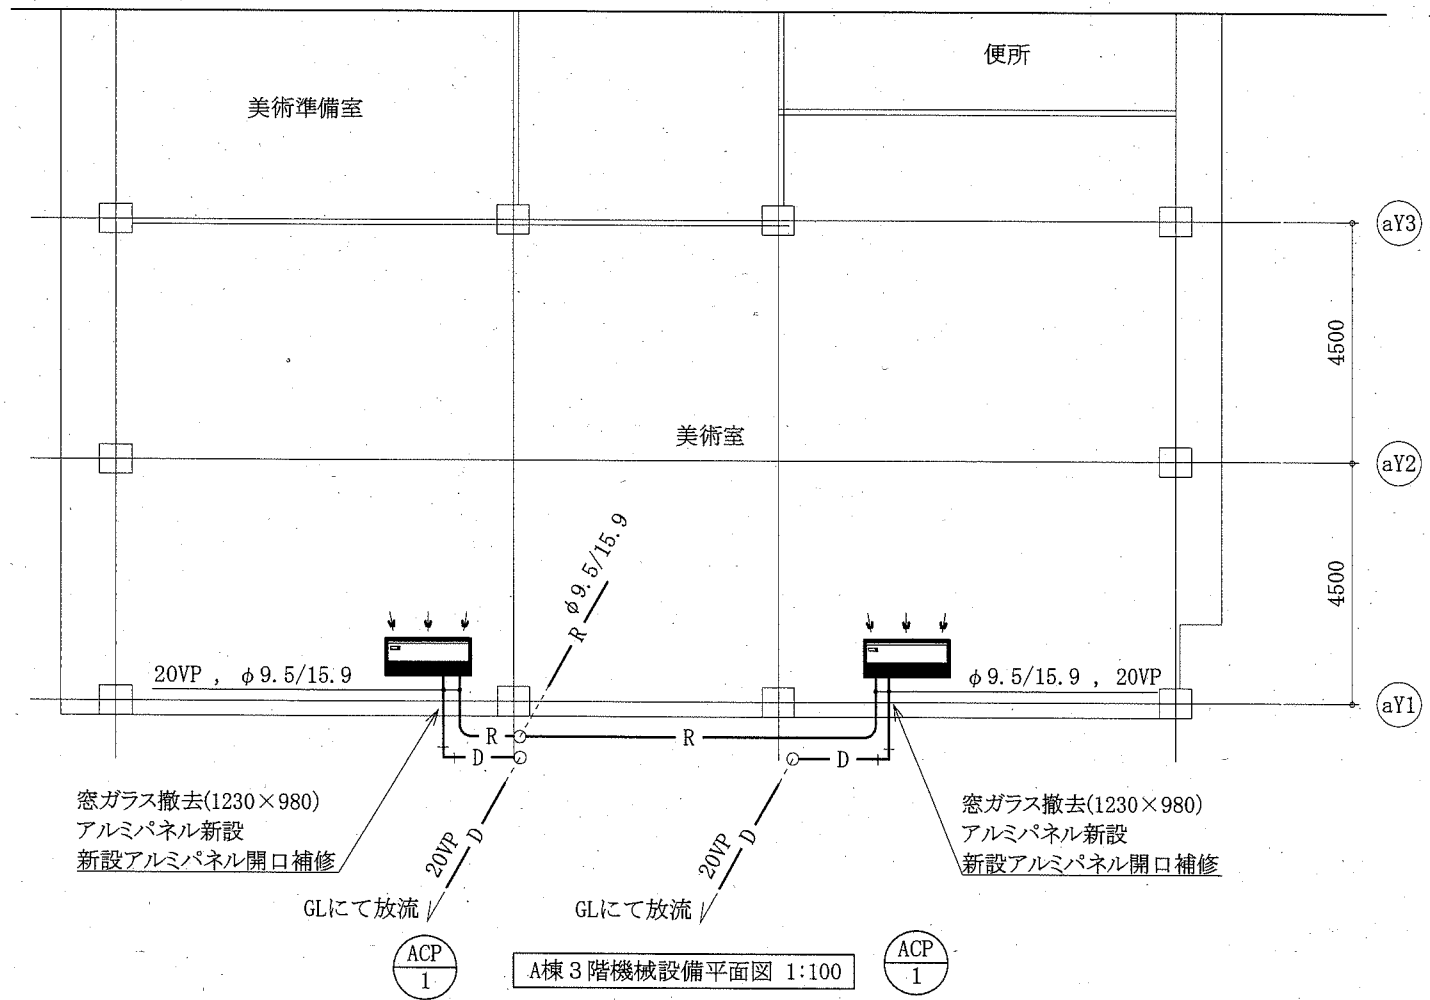 便所
美術準備室
aY3
4500
美術室
aY2
φ9.5/15.9
R
4500
20VP , φ9.5/15.9
φ9.5/15.9 , 20VP
aY1
R
R
D
D
窓ガラス撤去(1230×980)
アルミパネル新設
新設アルミパネル開口補修
窓ガラス撤去(1230×980)
アルミパネル新設
新設アルミパネル開口補修
20VP
D
20VP
D
GLにて放流
GLにて放流
ACP
1
A棟3階機械設備平面図 1:100
ACP
1